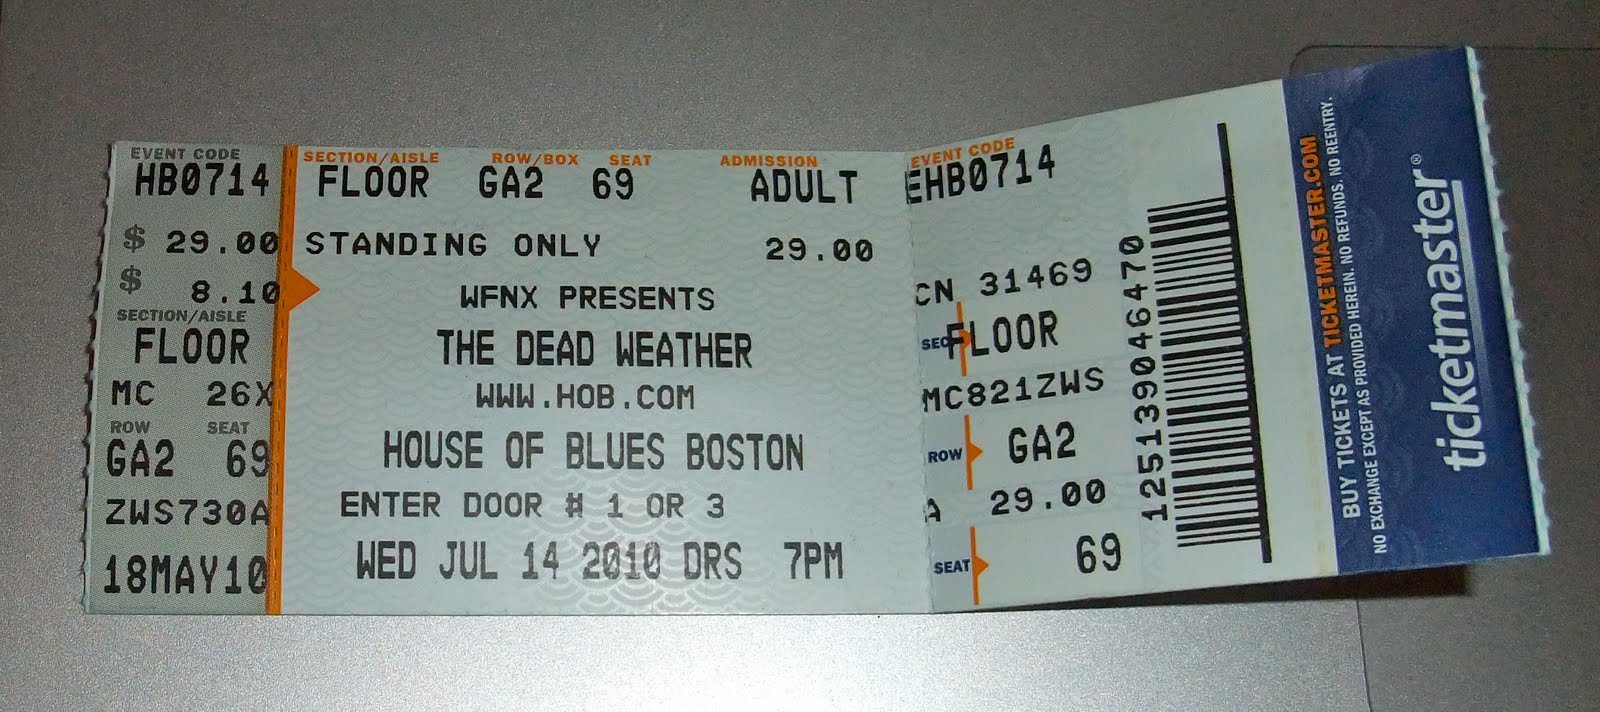 EVENT CODE
HB0714
$ 29.00
$ 8.10
SECTION/AISLE
FLOOR
MC 26X
ROW SEAT
GA2 69
ZWS730A
18MAY10
SECTION/AISLE ROW/BOX SEAT ADMISSION
FLOOR GA2 69 ADULT
STANDING ONLY 29.00
WFNX PRESENTS
THE DEAD WEATHER
WWW.HOB.COM
HOUSE OF BLUES BOSTON
ENTER DOOR # 1 OR 3
WED JUL 14 2010 DRS 7PM
EVENT CODE
EHB0714
CN 31469
SEC FLOOR
MC821ZWS
ROW GA2
A 29.00
SEAT 69
1251390446470
BUY TICKETS AT TICKETMASTER.COM
NO EXCHANGE EXCEPT AS PROVIDED HEREIN. NO REFUNDS. NO REENTRY.
ticketmaster®